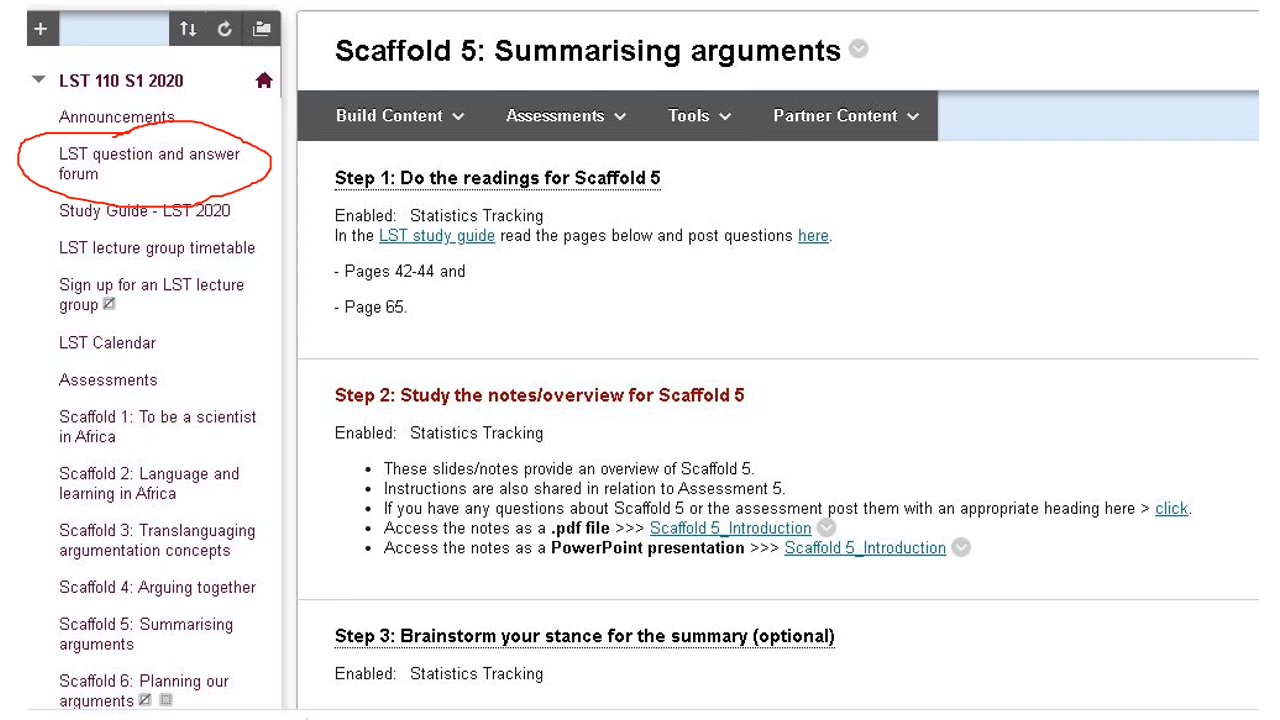 LST 110 S1 2020
Announcements
LST question and answer
forum
Study Guide - LST 2020
LST lecture group timetable
Sign up for an LST lecture
group
LST Calendar
Assessments
Scaffold 1: To be a scientist
in Africa
Scaffold 2: Language and
learning in Africa
Scaffold 3: Translanguaging
argumentation concepts
Scaffold 4: Arguing together
Scaffold 5: Summarising
arguments
Scaffold 6: Planning our
arguments
Scaffold 5: Summarising arguments
Build Content
Assessments
Tools
Partner Content
Step 1: Do the readings for Scaffold 5
Enabled: Statistics Tracking
In the LST study guide read the pages below and post questions here.
- Pages 42-44 and
- Page 65.
Step 2: Study the notes/overview for Scaffold 5
Enabled: Statistics Tracking
• These slides/notes provide an overview of Scaffold 5.
• Instructions are also shared in relation to Assessment 5.
• If you have any questions about Scaffold 5 or the assessment post them with an appropriate heading here > click.
• Access the notes as a .pdf file >>> Scaffold 5_Introduction
• Access the notes as a PowerPoint presentation >>> Scaffold 5_Introduction
Step 3: Brainstorm your stance for the summary (optional)
Enabled: Statistics Tracking